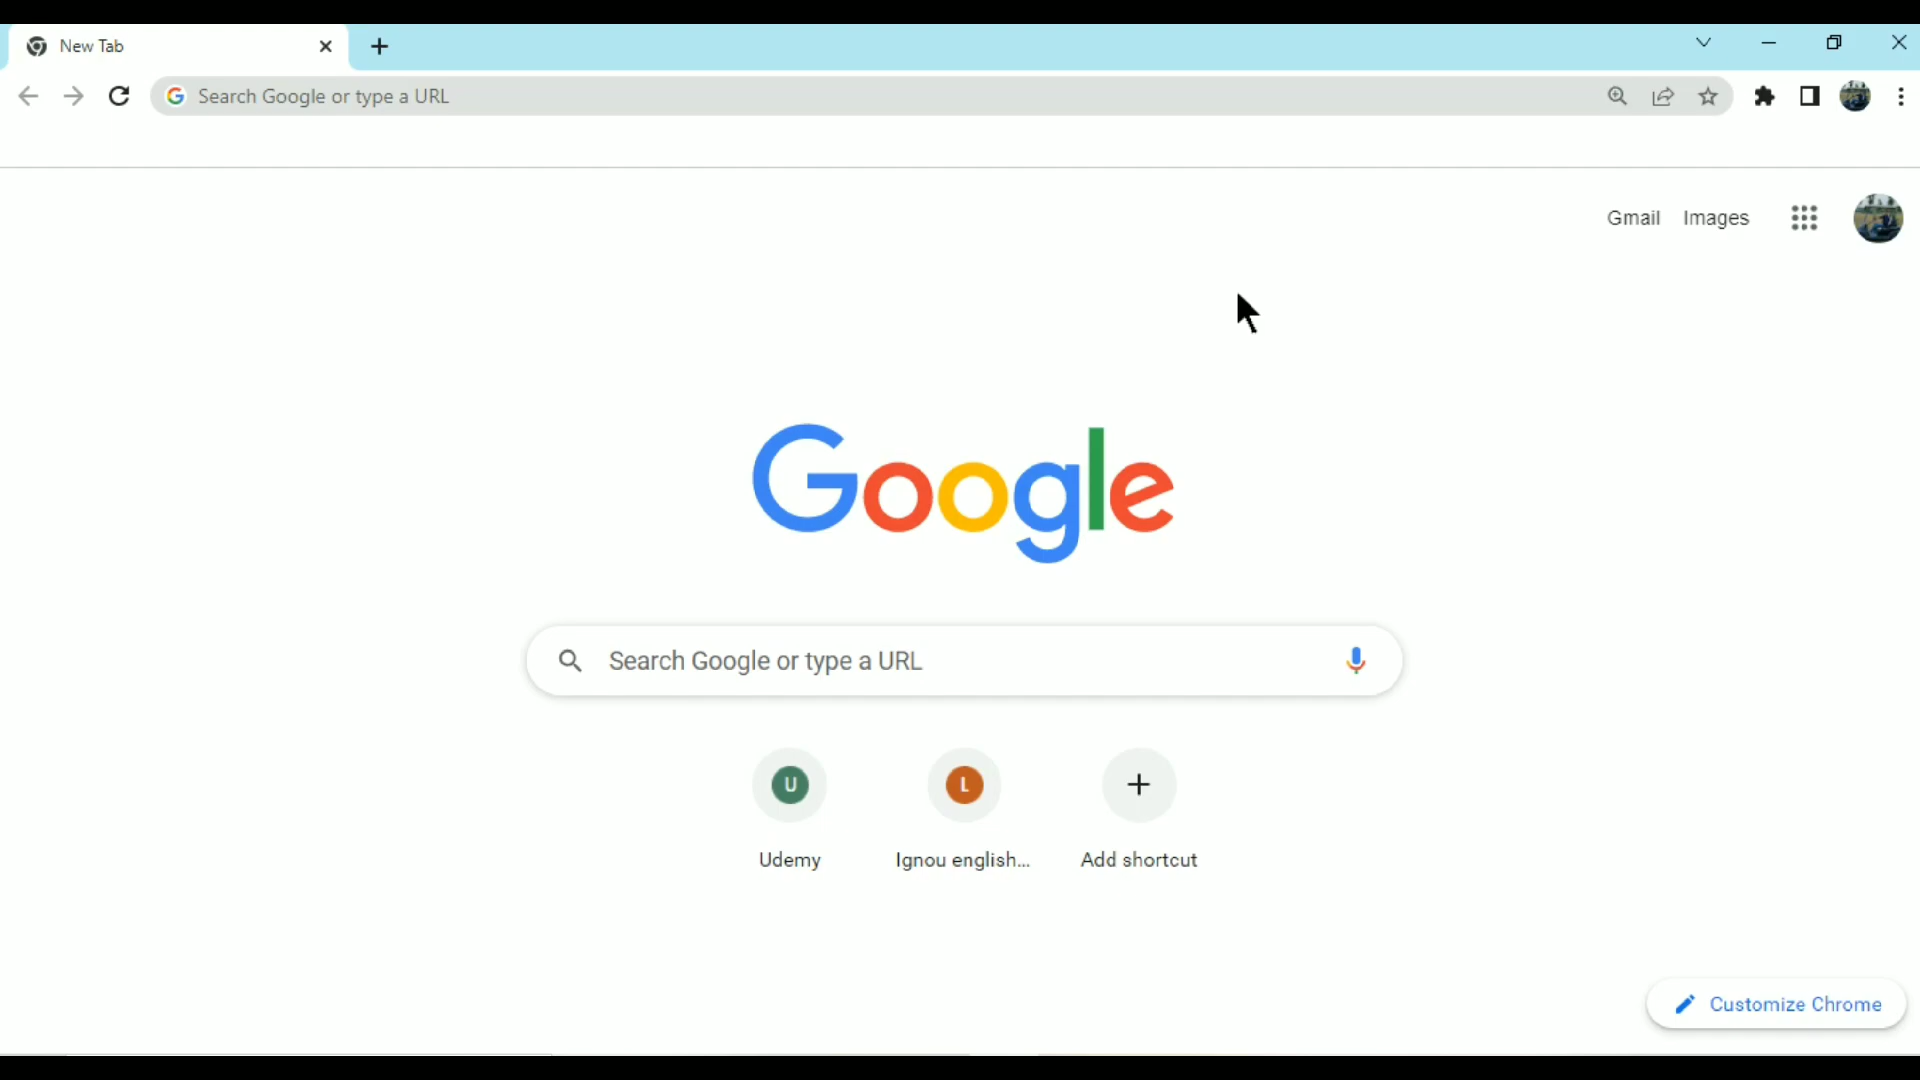 New Tab
Search Google or type a URL
Gmail Images
Google
Search Google or type a URL
U L
Udemy Ignou english... Add shortcut
Customize Chrome